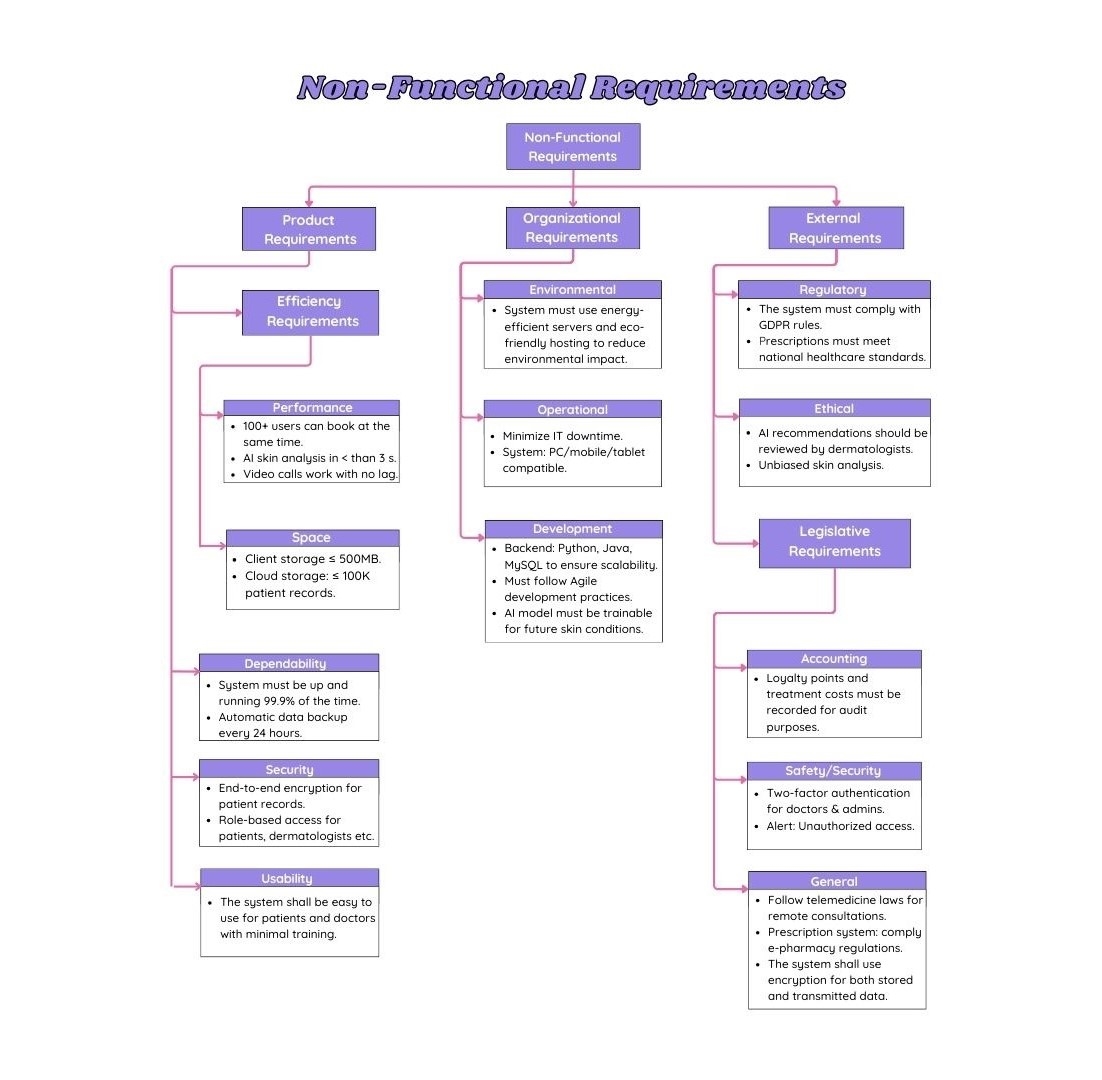 Non-Functional Requirements
Non-Functional
Requirements
Product
Requirements
Organizational
Requirements
External
Requirements
Efficiency
Requirements
Performance
• 100+ users can book at the
same time.
• AI skin analysis in < than 3 s.
• Video calls work with no lag.
Space
• Client storage ≤ 500MB.
• Cloud storage: ≤ 100K
patient records.
Dependability
• System must be up and
running 99.9% of the time.
• Automatic data backup
every 24 hours.
Security
• End-to-end encryption for
patient records.
• Role-based access for
patients, dermatologists etc.
Usability
• The system shall be easy to
use for patients and doctors
with minimal training.
Environmental
• System must use energy-
efficient servers and eco-
friendly hosting to reduce
environmental impact.
Operational
• Minimize IT downtime.
• System: PC/mobile/tablet
compatible.
Development
• Backend: Python, Java,
MySQL to ensure scalability.
• Must follow Agile
development practices.
• AI model must be trainable
for future skin conditions.
Regulatory
• The system must comply with
GDPR rules.
• Prescriptions must meet
national healthcare standards.
Ethical
• AI recommendations should be
reviewed by dermatologists.
• Unbiased skin analysis.
Legislative
Requirements
Accounting
• Loyalty points and
treatment costs must be
recorded for audit
purposes.
Safety/Security
• Two-factor authentication
for doctors & admins.
• Alert: Unauthorized access.
General
• Follow telemedicine laws for
remote consultations.
• Prescription system: comply
e-pharmacy regulations.
• The system shall use
encryption for both stored
and transmitted data.